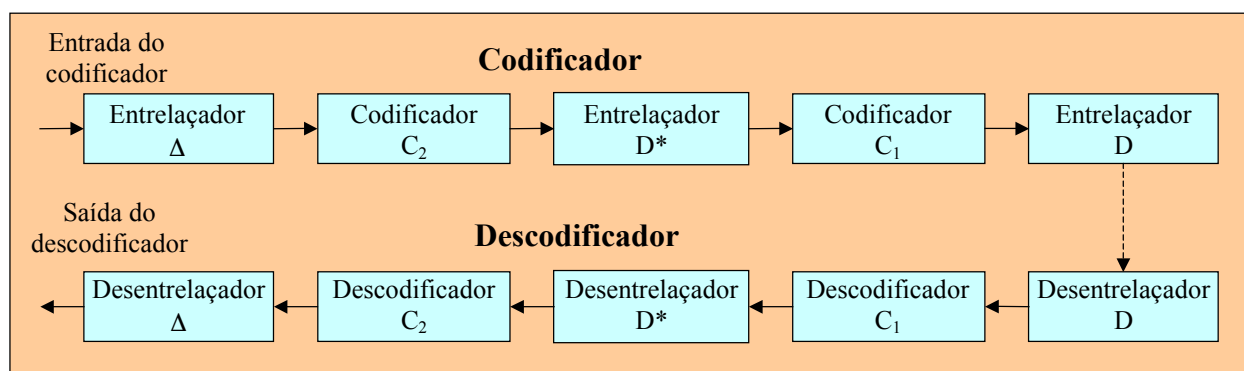 Entrada do
codificador
Codificador
Entrelaçador
Δ
Codificador
C₂
Entrelaçador
D*
Codificador
C₁
Entrelaçador
D
Saída do
descodificador
Descodificador
Desentrelaçador
Δ
Descodificador
C₂
Desentrelaçador
D*
Descodificador
C₁
Desentrelaçador
D